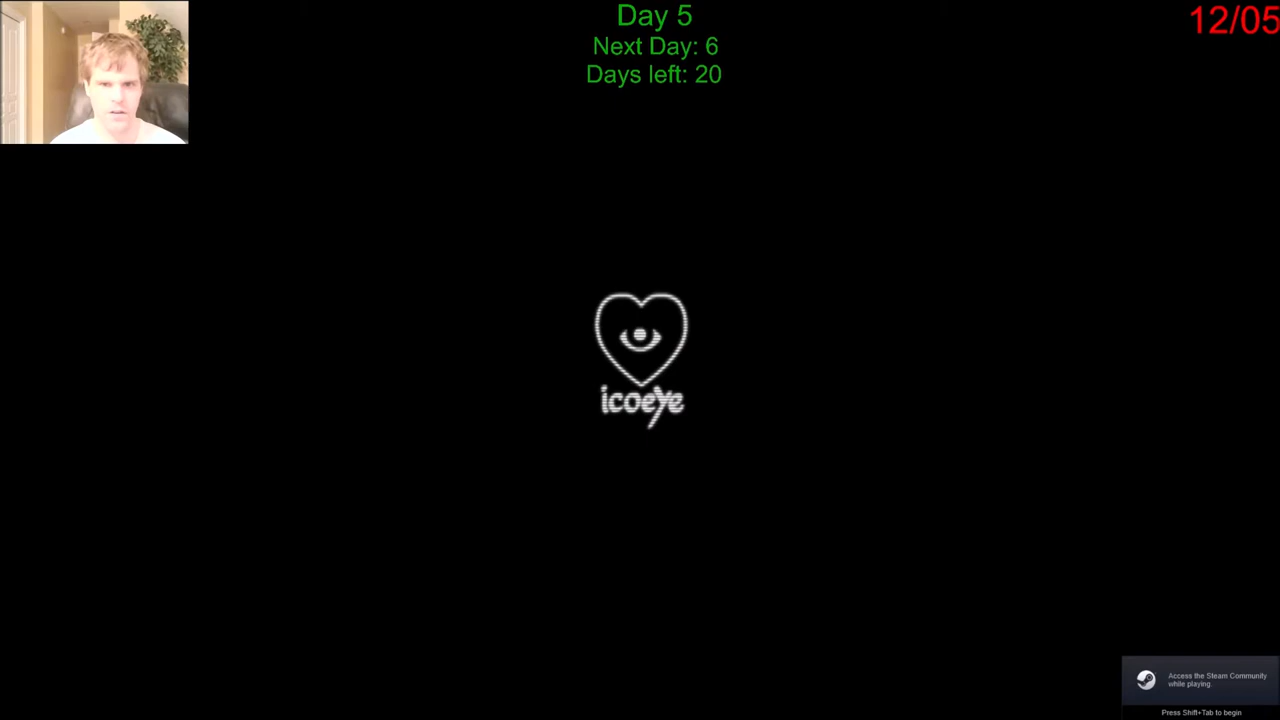 Day 5
Next Day: 6
Days left: 20
12/05
icoeye
Access the Steam Community
while playing.
Press Shift+Tab to begin